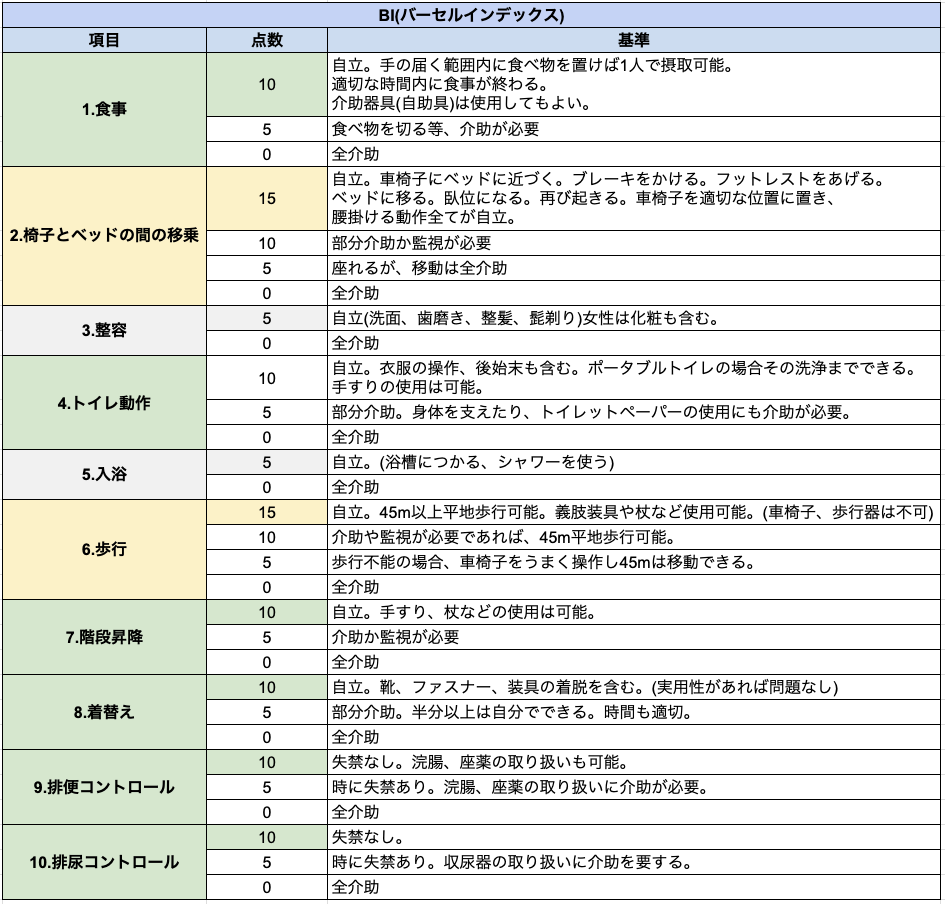 BI(バーセルインデックス)
項目 点数 基準
1.食事
10
自立。手の届く範囲内に食べ物を置けば1人で摂取可能。
適切な時間内に食事が終わる。
介助器具(自助具)は使用してもよい。
5 食べ物を切る等、介助が必要
0 全介助
2.椅子とベッドの間の移乗
15
自立。車椅子にベッドに近づく。ブレーキをかける。フットレストをあげる。
ベッドに移る。臥位になる。再び起きる。車椅子を適切な位置に置き、
腰掛ける動作全てが自立。
10 部分介助か監視が必要
5 座れるが、移動は全介助
0 全介助
3.整容
5 自立(洗面、歯磨き、整髪、髭剃り)女性は化粧も含む。
0 全介助
4.トイレ動作
10
自立。衣服の操作、後始末も含む。ポータブルトイレの場合その洗浄までできる。
手すりの使用は可能。
5 部分介助。身体を支えたり、トイレットペーパーの使用にも介助が必要。
0 全介助
5.入浴
5 自立。(浴槽につかる、シャワーを使う)
0 全介助
6.歩行
15 自立。45m以上平地歩行可能。義肢装具や杖など使用可能。(車椅子、歩行器は不可)
10 介助や監視が必要であれば、45m平地歩行可能。
5 歩行不能の場合、車椅子をうまく操作し45mは移動できる。
0 全介助
7.階段昇降
10 自立。手すり、杖などの使用は可能。
5 介助か監視が必要
0 全介助
8.着替え
10 自立。靴、ファスナー、装具の着脱を含む。(実用性があれば問題なし)
5 部分介助。半分以上は自分でできる。時間も適切。
0 全介助
9.排便コントロール
10 失禁なし。浣腸、座薬の取り扱いも可能。
5 時に失禁あり。浣腸、座薬の取り扱いに介助が必要。
0 全介助
10.排尿コントロール
10 失禁なし。
5 時に失禁あり。収尿器の取り扱いに介助を要する。
0 全介助